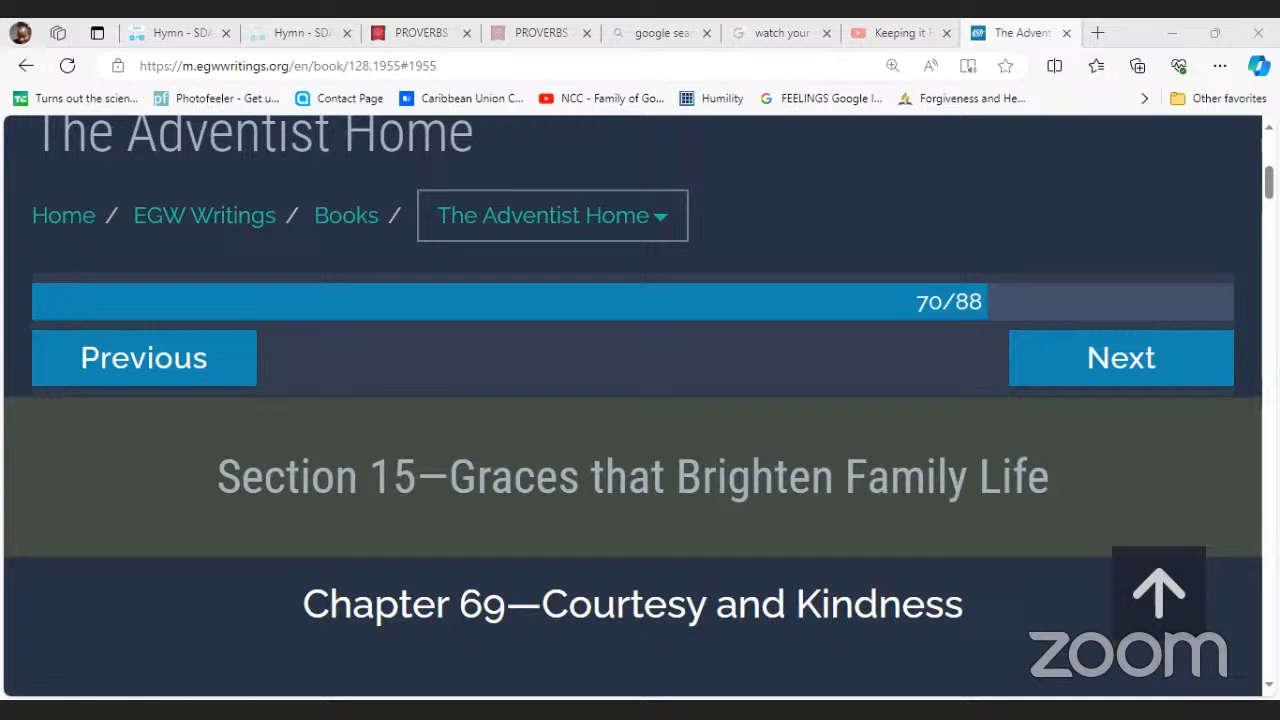 Hymn - SDA
Hymn - SDA
PROVERBS
PROVERBS
google sear
watch your
Keeping it R
The Advent
https://m.egwwritings.org/en/book/128.1955#1955
Turns out the scien...
Photofeeler - Get u...
Contact Page
Caribbean Union C...
NCC - Family of Go...
Humility
FEELINGS Google I...
Forgiveness and He...
Other favorites
The Adventist Home
Home / EGW Writings / Books / The Adventist Home
70/88
Previous
Next
Section 15—Graces that Brighten Family Life
Chapter 69—Courtesy and Kindness
zoom